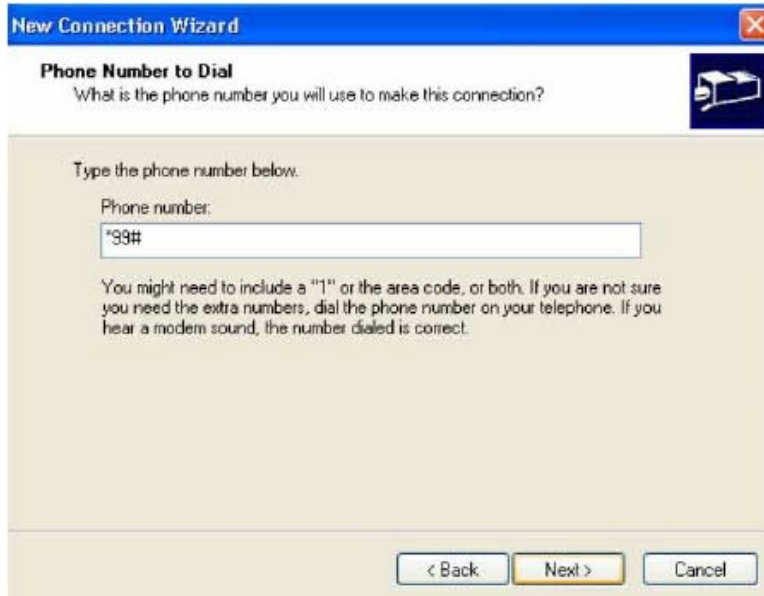 New Connection Wizard
Phone Number to Dial
What is the phone number you will use to make this connection?
Type the phone number below.
Phone number:
*99#
You might need to include a "1" or the area code, or both. If you are not sure
you need the extra numbers, dial the phone number on your telephone. If you
hear a modem sound, the number dialed is correct.
< Back
Next >
Cancel